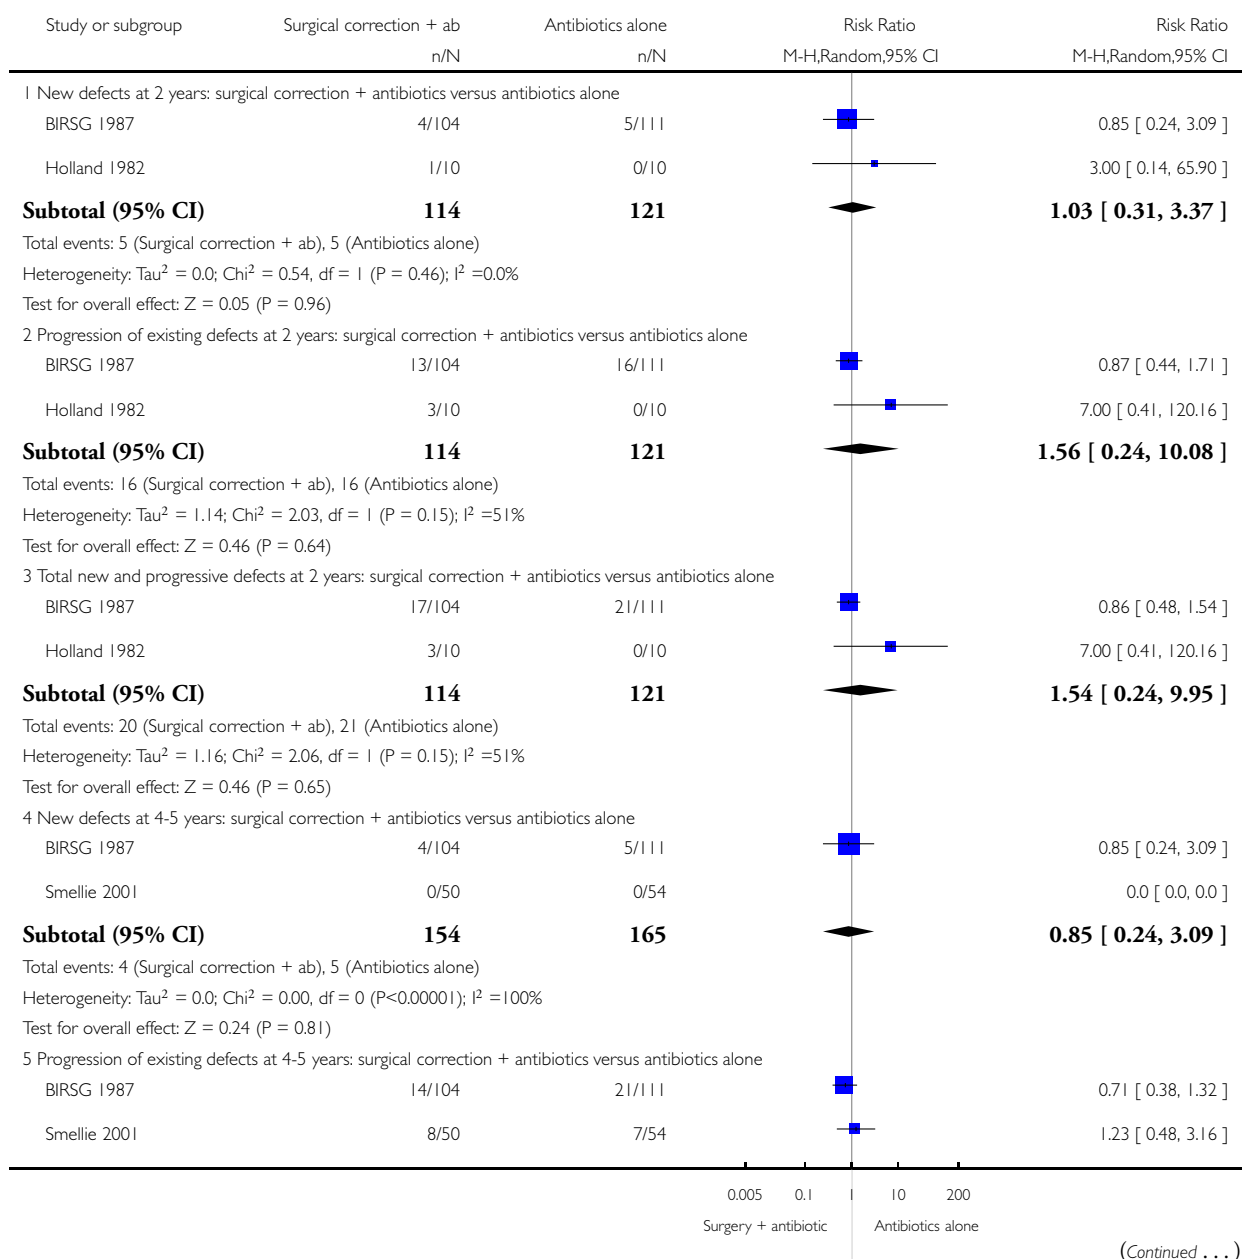 Study or subgroup Surgical correction + ab Antibiotics alone Risk Ratio Risk Ratio
n/N n/N M-H,Random,95% CI M-H,Random,95% CI
1 New defects at 2 years: surgical correction + antibiotics versus antibiotics alone
BIRSG 1987 4/104 5/111 0.85 [ 0.24, 3.09 ]
Holland 1982 1/10 0/10 3.00 [ 0.14, 65.90 ]
Subtotal (95% CI) 114 121 1.03 [ 0.31, 3.37 ]
Total events: 5 (Surgical correction + ab), 5 (Antibiotics alone)
Heterogeneity: Tau² = 0.0; Chi² = 0.54, df = 1 (P = 0.46); I² =0.0%
Test for overall effect: Z = 0.05 (P = 0.96)
2 Progression of existing defects at 2 years: surgical correction + antibiotics versus antibiotics alone
BIRSG 1987 13/104 16/111 0.87 [ 0.44, 1.71 ]
Holland 1982 3/10 0/10 7.00 [ 0.41, 120.16 ]
Subtotal (95% CI) 114 121 1.56 [ 0.24, 10.08 ]
Total events: 16 (Surgical correction + ab), 16 (Antibiotics alone)
Heterogeneity: Tau² = 1.14; Chi² = 2.03, df = 1 (P = 0.15); I² =51%
Test for overall effect: Z = 0.46 (P = 0.64)
3 Total new and progressive defects at 2 years: surgical correction + antibiotics versus antibiotics alone
BIRSG 1987 17/104 21/111 0.86 [ 0.48, 1.54 ]
Holland 1982 3/10 0/10 7.00 [ 0.41, 120.16 ]
Subtotal (95% CI) 114 121 1.54 [ 0.24, 9.95 ]
Total events: 20 (Surgical correction + ab), 21 (Antibiotics alone)
Heterogeneity: Tau² = 1.16; Chi² = 2.06, df = 1 (P = 0.15); I² =51%
Test for overall effect: Z = 0.46 (P = 0.65)
4 New defects at 4-5 years: surgical correction + antibiotics versus antibiotics alone
BIRSG 1987 4/104 5/111 0.85 [ 0.24, 3.09 ]
Smellie 2001 0/50 0/54 0.0 [ 0.0, 0.0 ]
Subtotal (95% CI) 154 165 0.85 [ 0.24, 3.09 ]
Total events: 4 (Surgical correction + ab), 5 (Antibiotics alone)
Heterogeneity: Tau² = 0.0; Chi² = 0.00, df = 0 (P<0.00001); I² =100%
Test for overall effect: Z = 0.24 (P = 0.81)
5 Progression of existing defects at 4-5 years: surgical correction + antibiotics versus antibiotics alone
BIRSG 1987 14/104 21/111 0.71 [ 0.38, 1.32 ]
Smellie 2001 8/50 7/54 1.23 [ 0.48, 3.16 ]
0.005 0.1 1 10 200
Surgery + antibiotic Antibiotics alone
(Continued . . . )